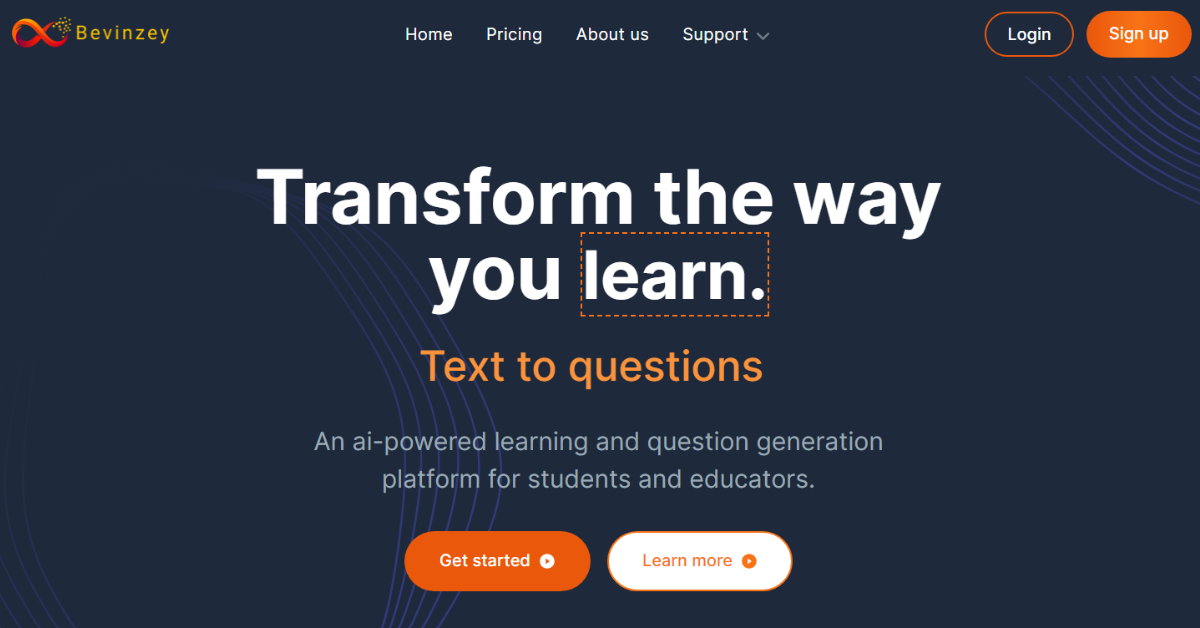 Bevinzey
Home Pricing About us Support
Login
Sign up
Transform the way
you learn.
Text to questions
An ai-powered learning and question generation
platform for students and educators.
Get started
Learn more